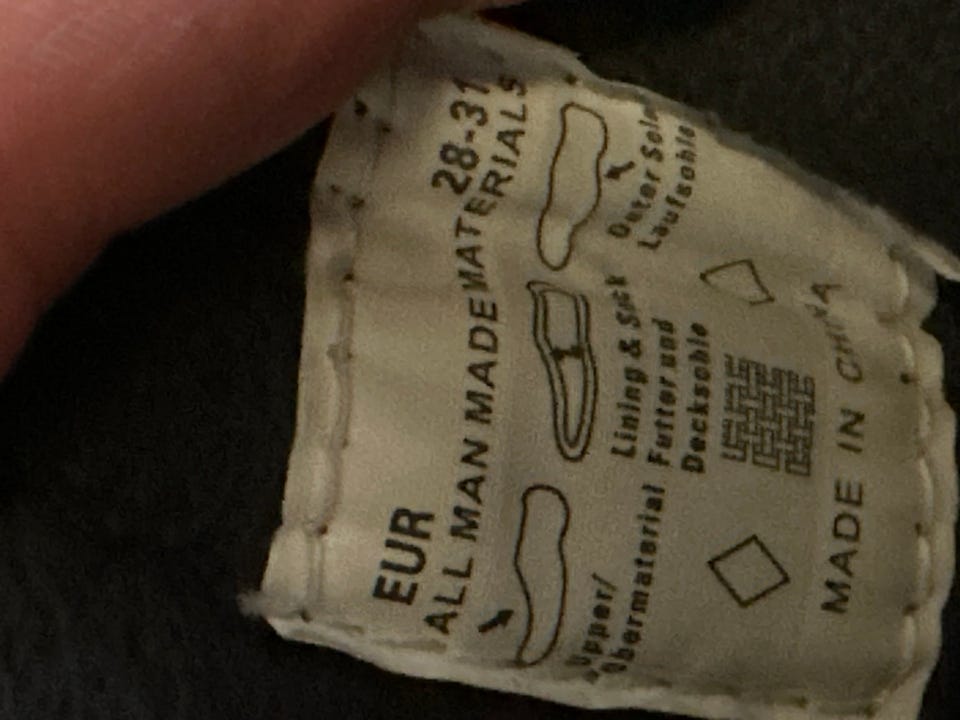 EUR 28-31
ALL MAN MADE MATERIALS
Upper/
Obermaterial
Lining & Sock
Futter und
Decksohle
Outer Sole
Laufsohle
MADE IN CHINA